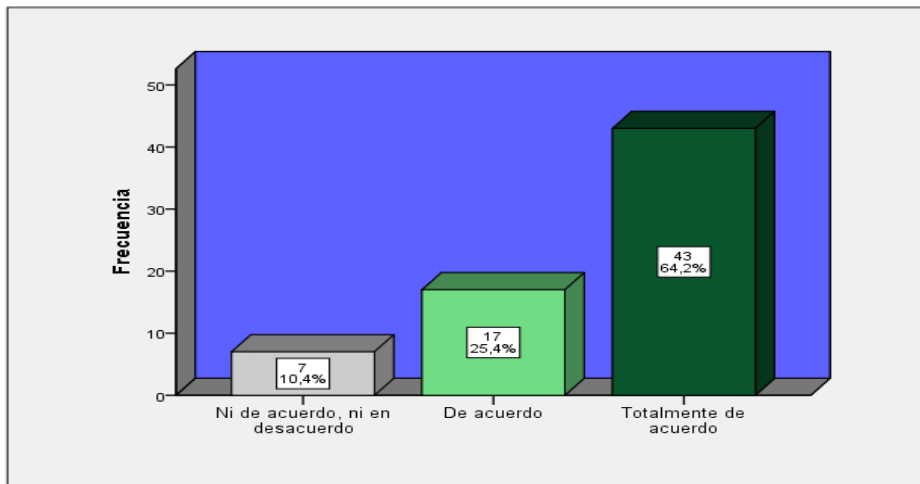 Frecuencia
50
40
30
20
10
0
7
10,4%
17
25,4%
43
64,2%
Ni de acuerdo, ni en
desacuerdo
De acuerdo
Totalmente de
acuerdo